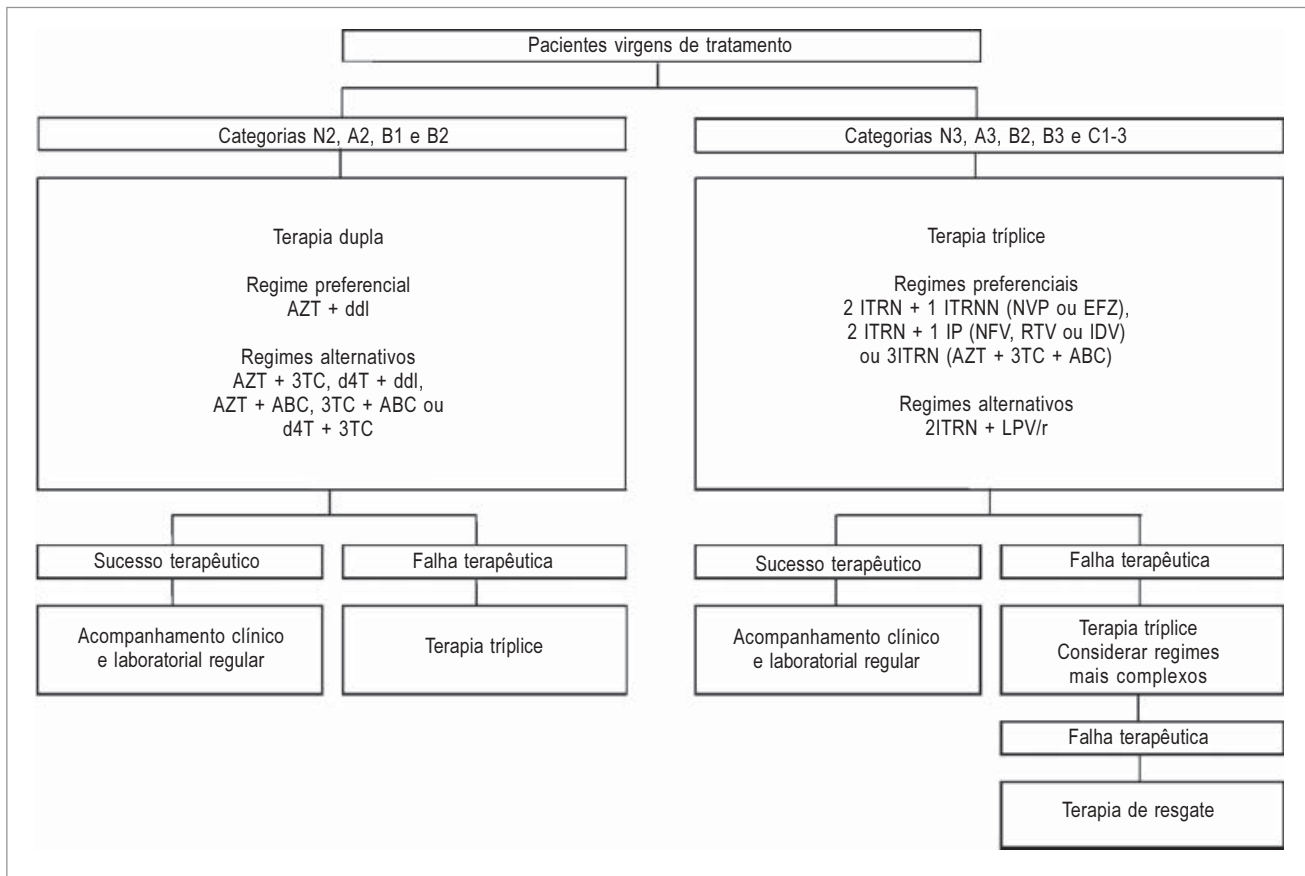 Pacientes virgens de tratamento
Categorias N2, A2, B1 e B2
Terapia dupla
Regime preferencial
AZT + ddI
Regimes alternativos
AZT + 3TC, d4T + ddI,
AZT + ABC, 3TC + ABC ou
d4T + 3TC
Sucesso terapêutico
Acompanhamento clínico
e laboratorial regular
Falha terapêutica
Terapia tríplice
Categorias N3, A3, B2, B3 e C1-3
Terapia tríplice
Regimes preferenciais
2 ITRN + 1 ITRNN (NVP ou EFZ),
2 ITRN + 1 IP (NFV, RTV ou IDV)
ou 3ITRN (AZT + 3TC + ABC)
Regimes alternativos
2ITRN + LPV/r
Sucesso terapêutico
Acompanhamento clínico
e laboratorial regular
Falha terapêutica
Terapia tríplice
Considerar regimes
mais complexos
Falha terapêutica
Terapia de resgate